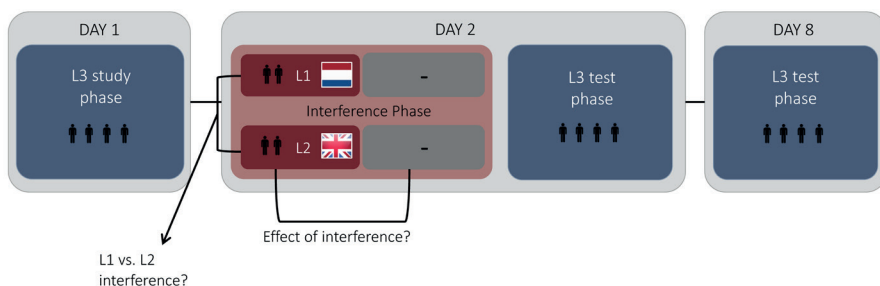 DAY 1
L3 study
phase
DAY 2
L1
-
Interference Phase
L2
-
L3 test
phase
DAY 8
L3 test
phase
Effect of interference?
L1 vs. L2
interference?